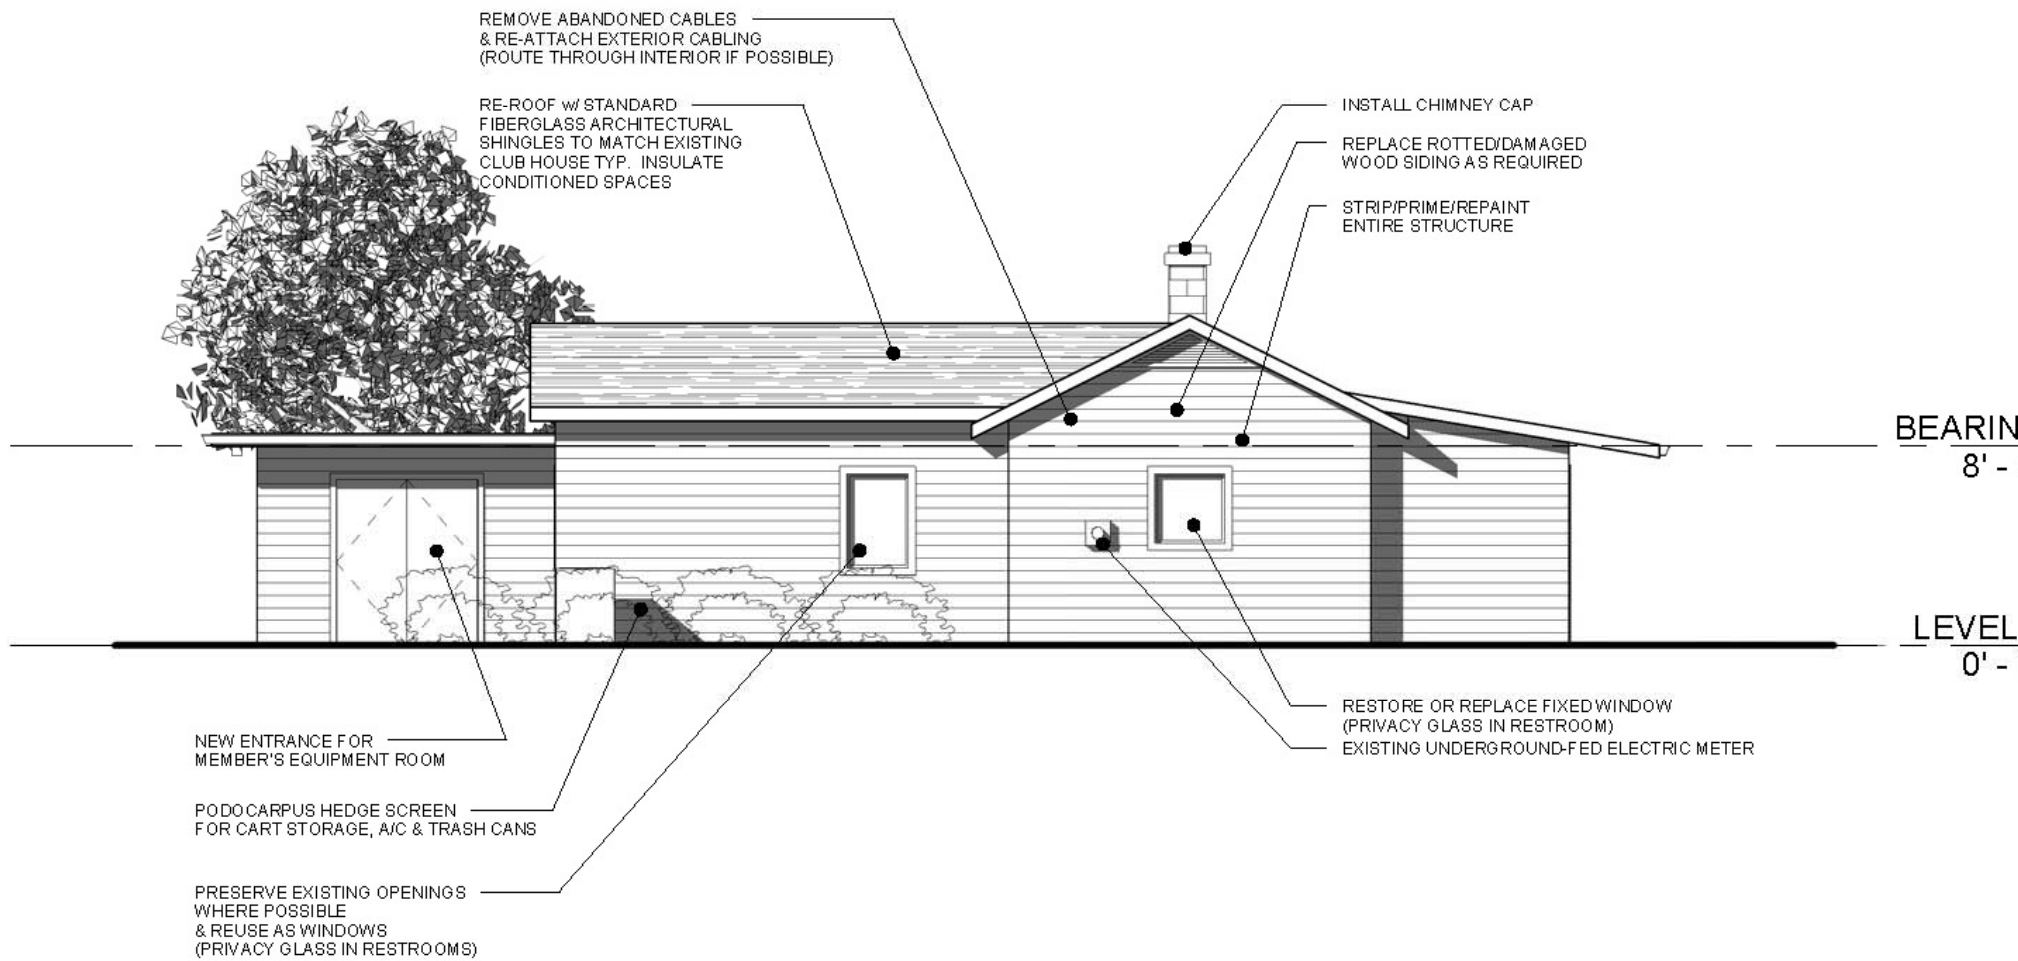 REMOVE ABANDONED CABLES
& RE-ATTACH EXTERIOR CABLING
(ROUTE THROUGH INTERIOR IF POSSIBLE)
RE-ROOF w/ STANDARD
FIBERGLASS ARCHITECTURAL
SHINGLES TO MATCH EXISTING
CLUB HOUSE TYP. INSULATE
CONDITIONED SPACES
INSTALL CHIMNEY CAP
REPLACE ROTTED/DAMAGED
WOOD SIDING AS REQUIRED
STRIP/PRIME/REPAINT
ENTIRE STRUCTURE
BEARIN
8' -
LEVEL
0' -
NEW ENTRANCE FOR
MEMBER'S EQUIPMENT ROOM
PODOCARPUS HEDGE SCREEN
FOR CART STORAGE, A/C & TRASH CANS
PRESERVE EXISTING OPENINGS
WHERE POSSIBLE
& REUSE AS WINDOWS
(PRIVACY GLASS IN RESTROOMS)
RESTORE OR REPLACE FIXED WINDOW
(PRIVACY GLASS IN RESTROOM)
EXISTING UNDERGROUND-FED ELECTRIC METER